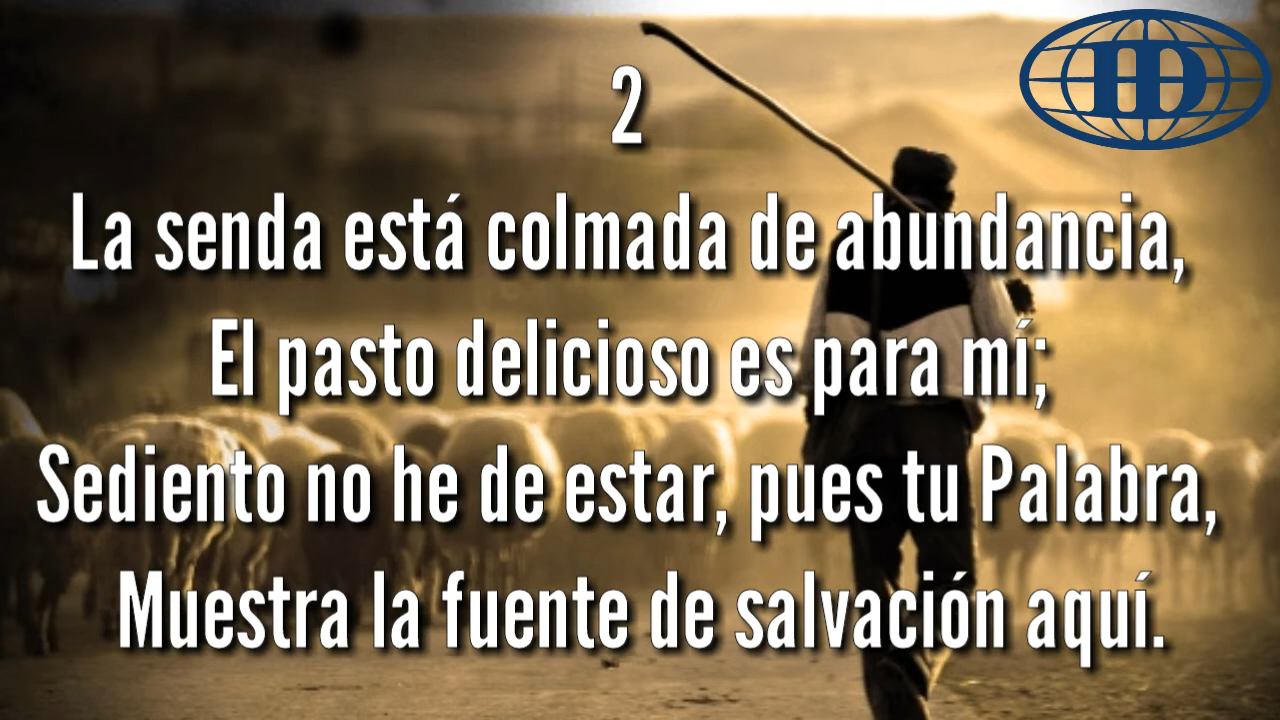 2
La senda está colmada de abundancia,
El pasto delicioso es para mí;
Sediento no he de estar, pues tu Palabra,
Muestra la fuente de salvación aquí.